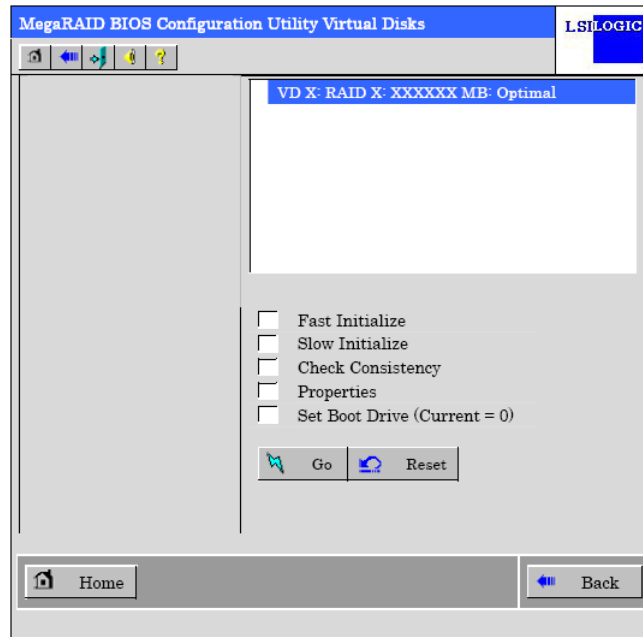 MegaRAID BIOS Configuration Utility Virtual Disks
LSILOGIC
VD X: RAID X: XXXXXX MB: Optimal
Fast Initialize
Slow Initialize
Check Consistency
Properties
Set Boot Drive (Current = 0)
Go
Reset
Home
Back